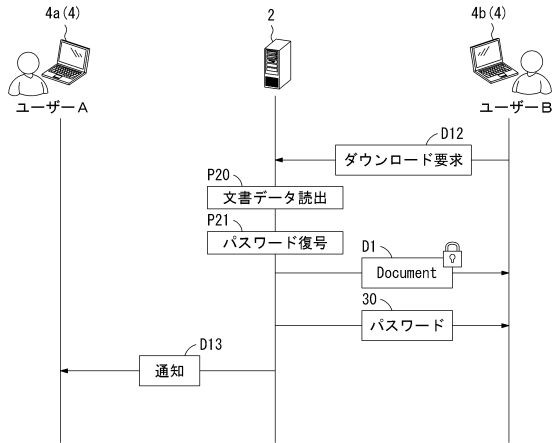 4a(4)
2
4b(4)
ユーザーA
ユーザーB
D12
ダウンロード要求
P20
文書データ読出
P21
パスワード復号
D1
Document
30
パスワード
D13
通知